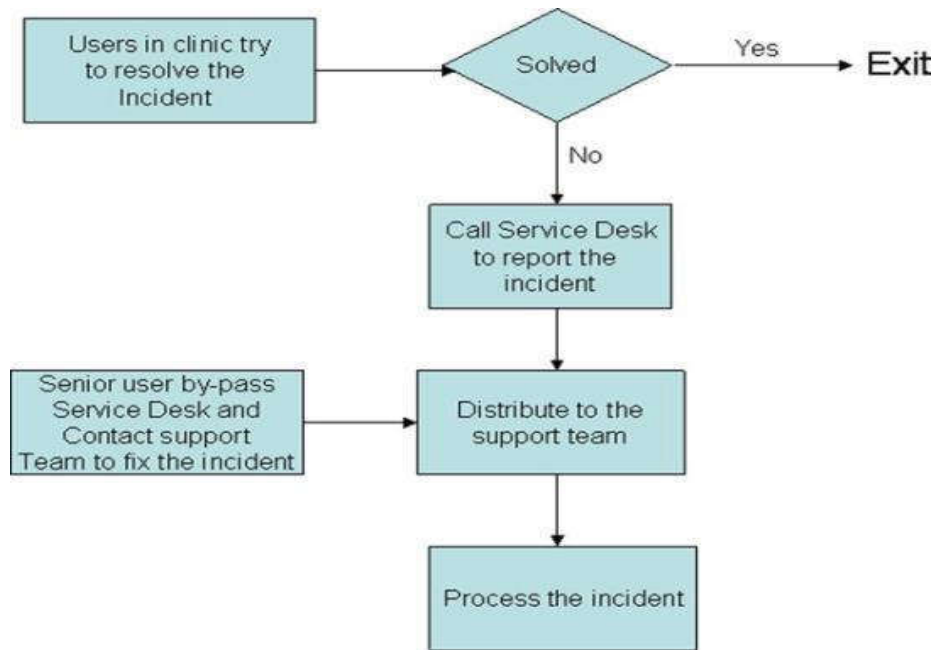 Users in clinic try
to resolve the
Incident
Solved
Yes
Exit
No
Call Service Desk
to report the
incident
Senior user by-pass
Service Desk and
Contact support
Team to fix the incident
Distribute to the
support team
Process the incident